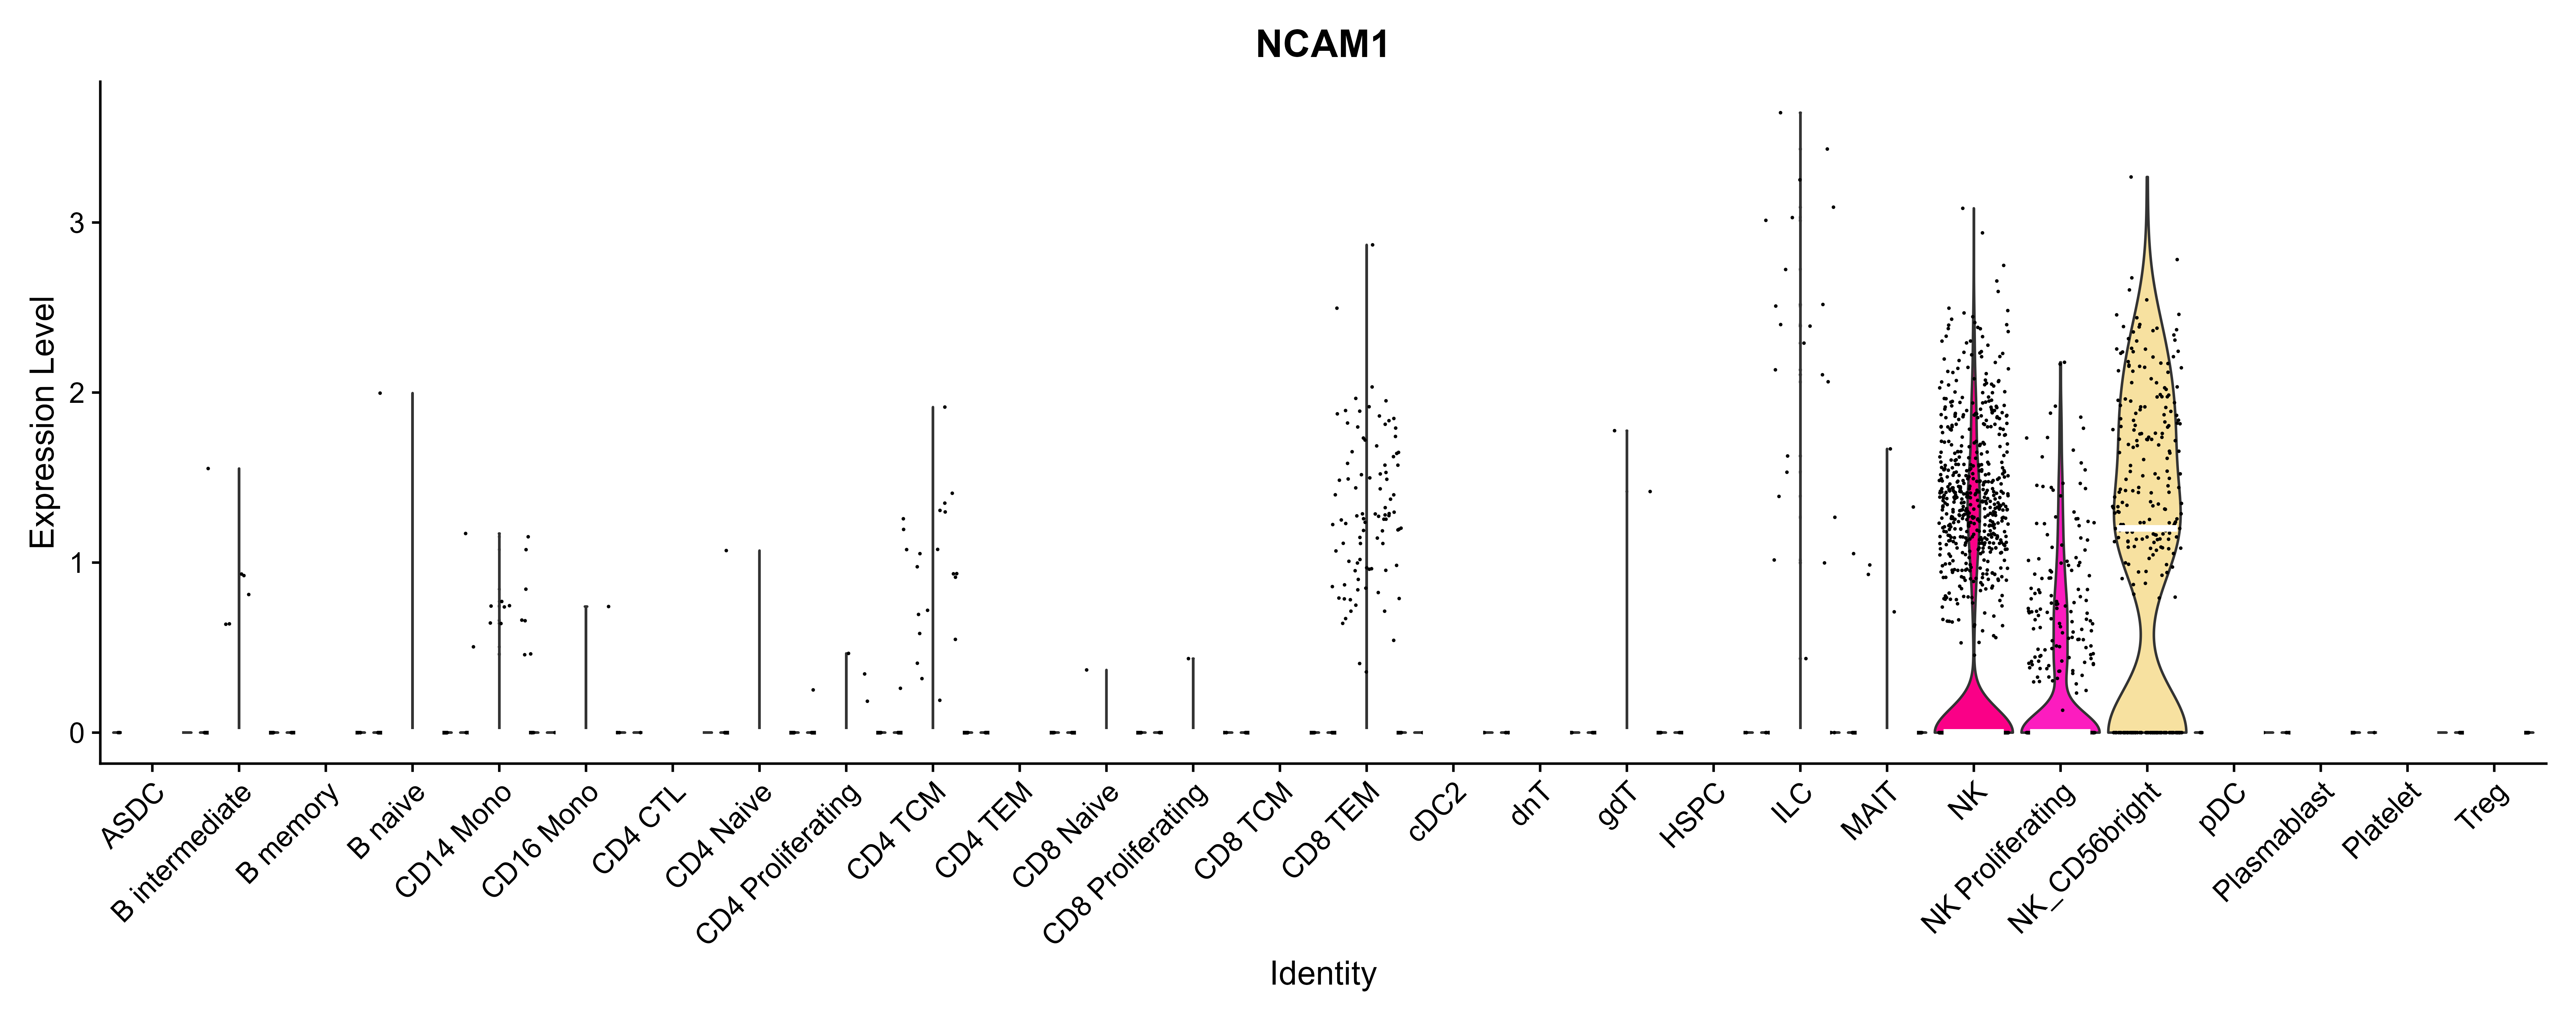 NCAM1
Expression Level
3
2
1
0
ASDC
B intermediate
B memory
B naive
CD14 Mono
CD16 Mono
CD4 CTL
CD4 Naive
CD4 Proliferating
CD4 TCM
CD4 TEM
CD8 Naive
CD8 Proliferating
CD8 TCM
CD8 TEM
cDC2
dnT
gdT
HSPC
ILC
MAIT
NK
NK Proliferating
NK_CD56bright
pDC
Plasmablast
Platelet
Treg
Identity